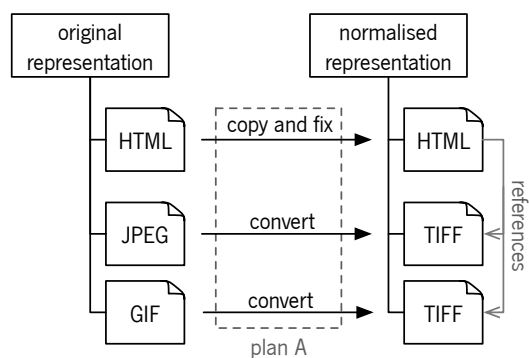 original
representation
normalised
representation
HTML
copy and fix
HTML
references
JPEG
convert
TIFF
GIF
convert
TIFF
plan A